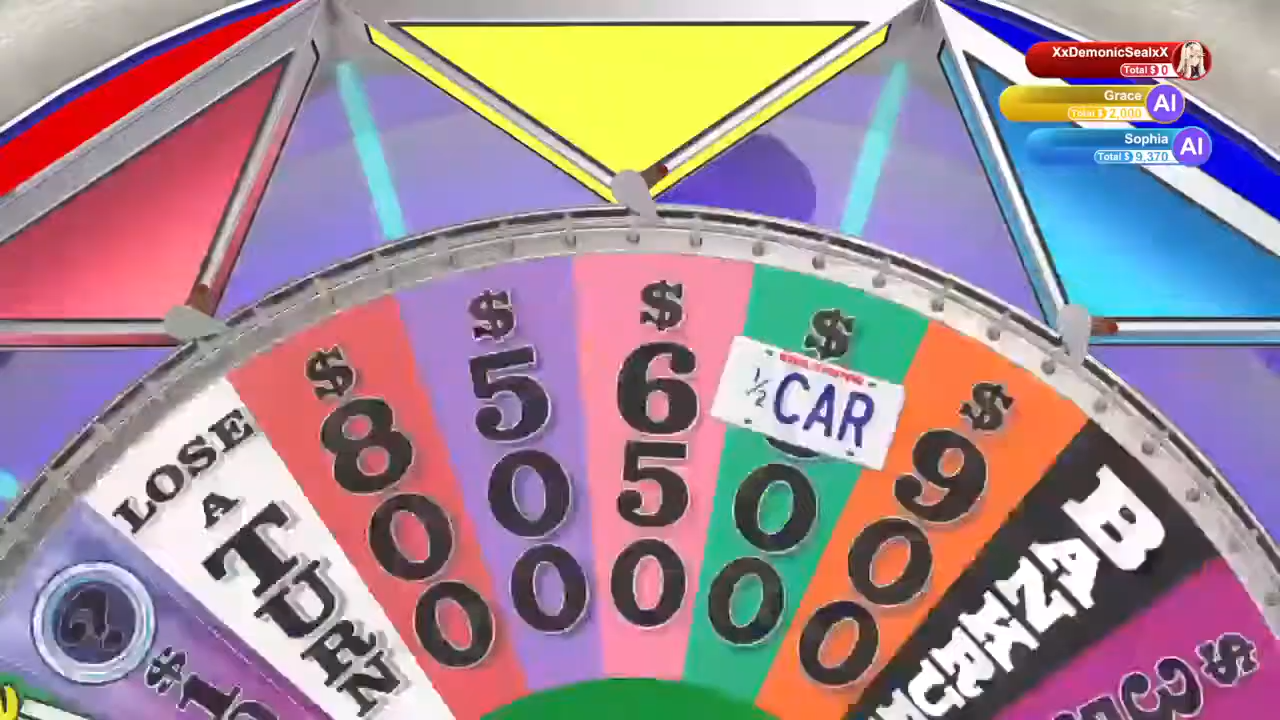 XxDemonicSealxX
Total $ 0
Grace
Total $ 2,000
AI
Sophia
Total $ 9,370
AI
LOSE
A
TURN
$800
$500
$650
$
½ CAR
00
$900